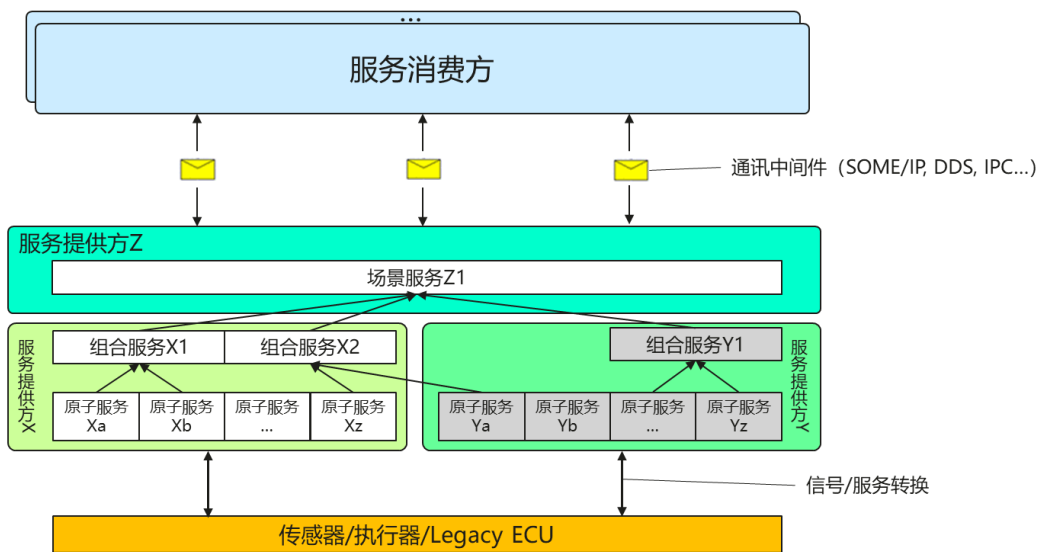 ...
服务消费方
通讯中间件（SOME/IP, DDS, IPC...）
服务提供方Z
场景服务Z1
服务提供方X
组合服务X1
组合服务X2
原子服务
Xa
原子服务
Xb
原子服务
...
原子服务
Xz
组合服务Y1
服务提供方Y
原子服务
Ya
原子服务
Yb
原子服务
...
原子服务
Yz
信号/服务转换
传感器/执行器/Legacy ECU